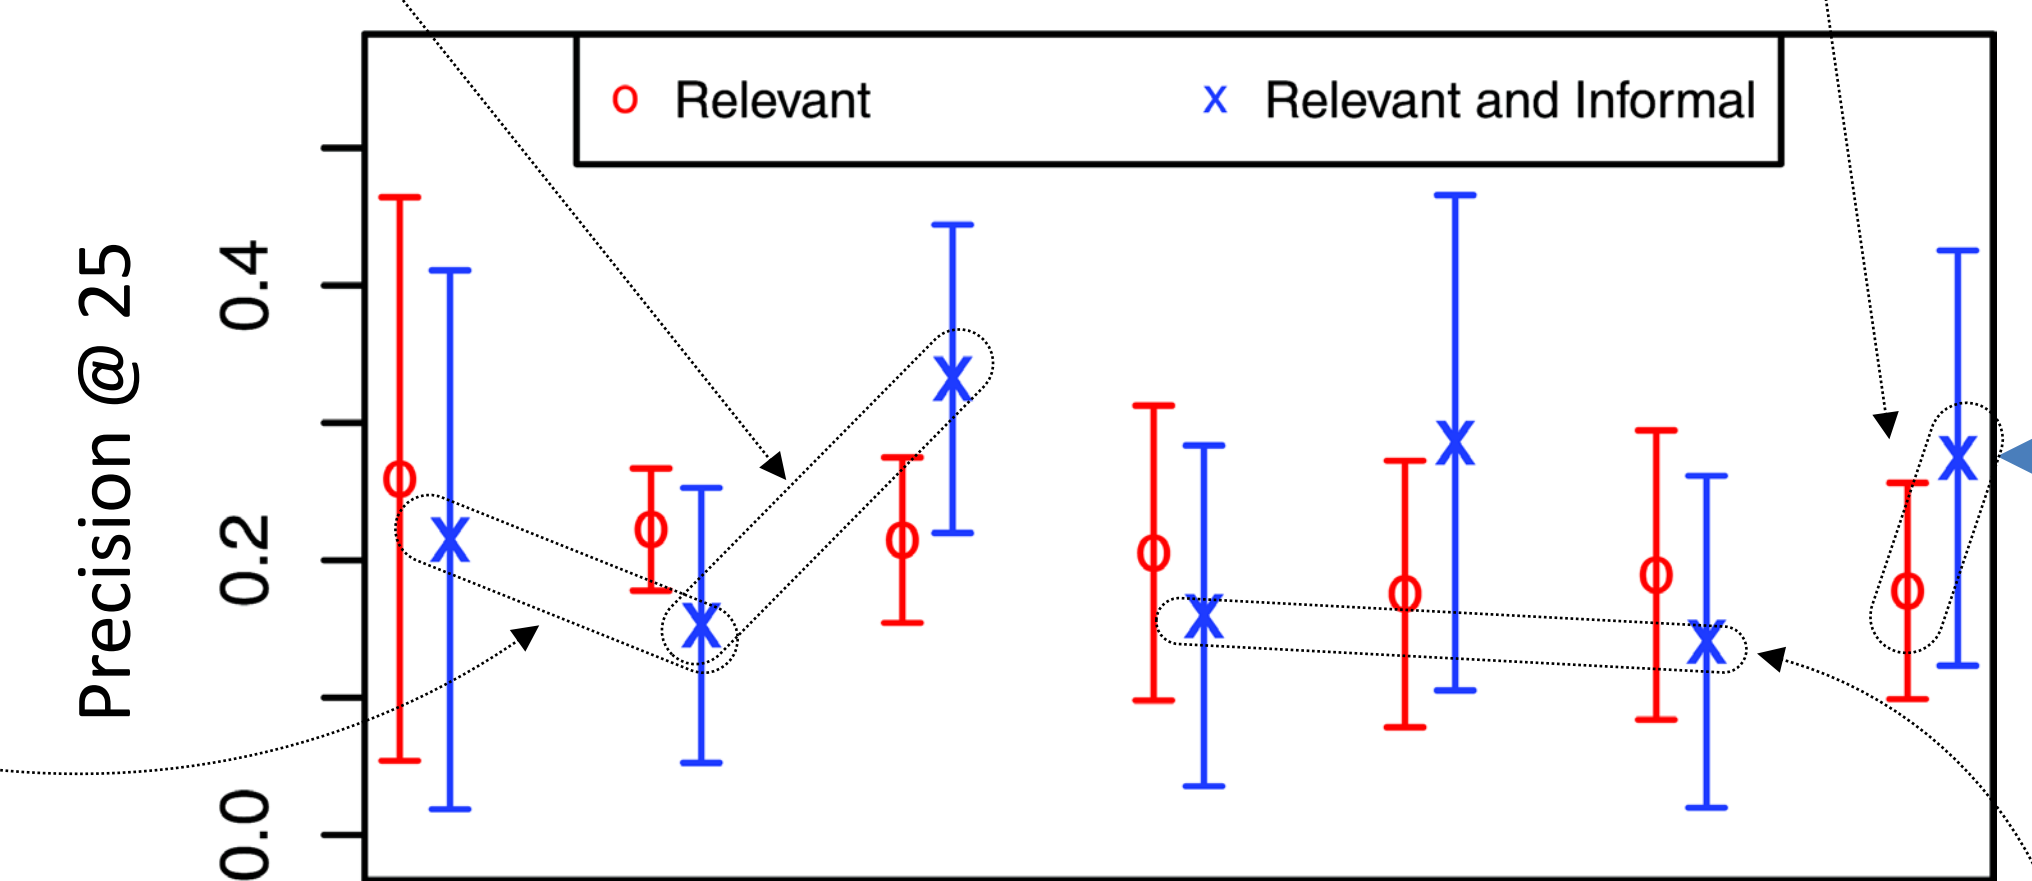 o Relevant
x Relevant and Informal
Precision @ 25
0.4
0.2
0.0